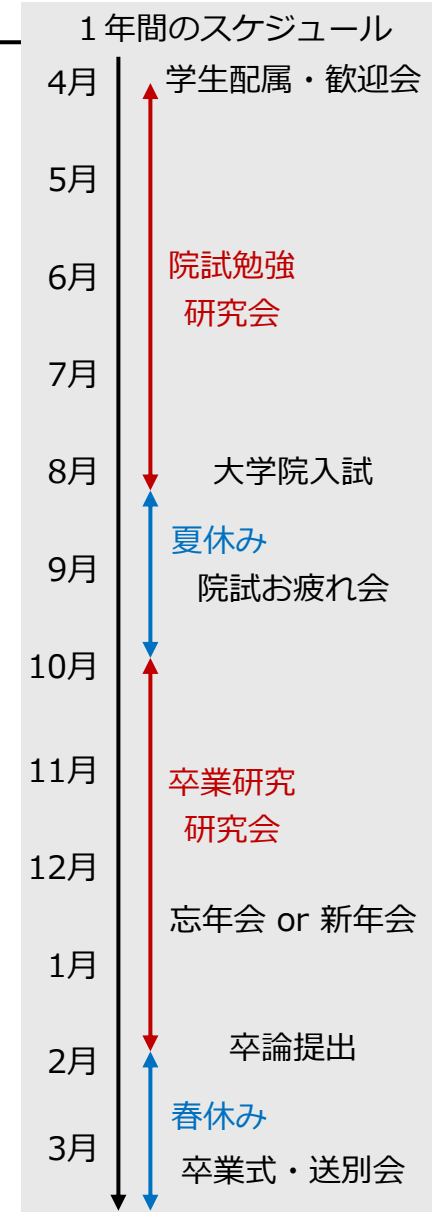 １年間のスケジュール
4月
学生配属・歓迎会
5月
6月
院試勉強
研究会
7月
8月
大学院入試
夏休み
9月
院試お疲れ会
10月
11月
卒業研究
研究会
12月
忘年会 or 新年会
1月
2月
卒論提出
春休み
3月
卒業式・送別会